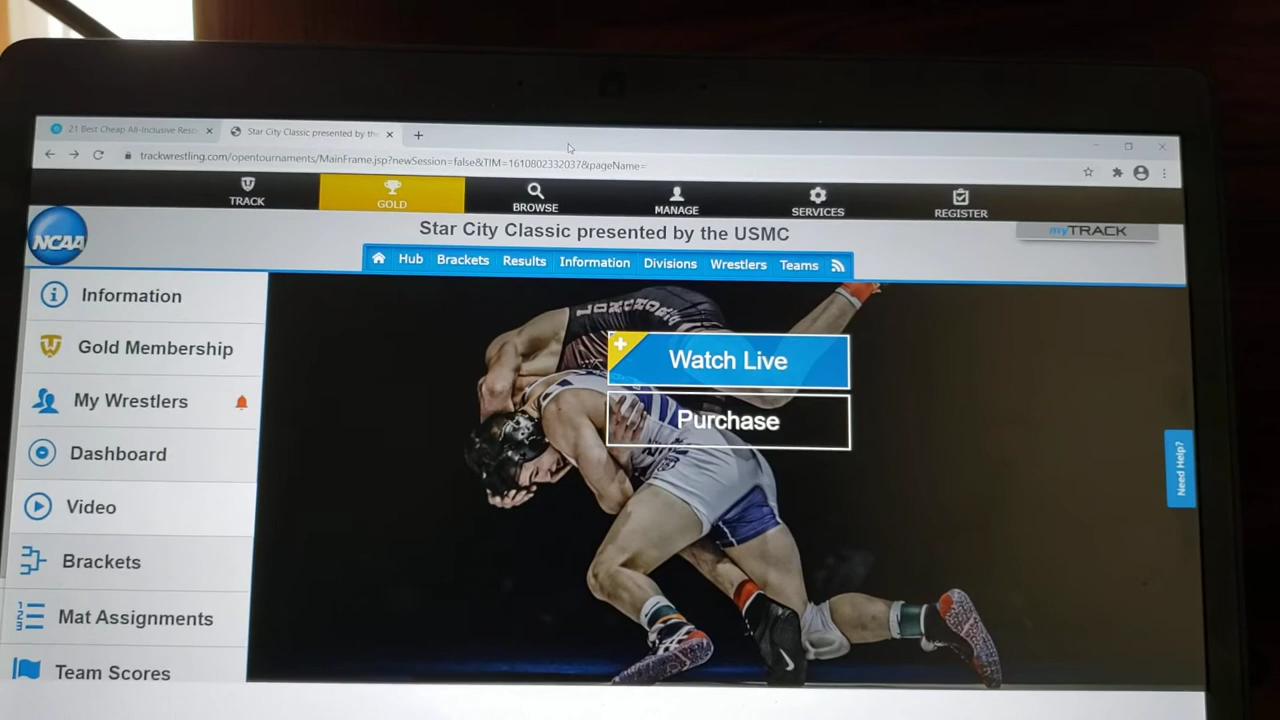 21 Best Cheap All-Inclusive Reso
Star City Classic presented by the
trackwrestling.com/opentournaments/MainFrame.jsp?newSession=false&TIM=1610802332037&pageName=
TRACK
GOLD
BROWSE
MANAGE
SERVICES
REGISTER
NCAA
Star City Classic presented by the USMC
myTRACK
Hub Brackets Results Information Divisions Wrestlers Teams
Information
Gold Membership
My Wrestlers
Dashboard
Video
Brackets
Mat Assignments
Team Scores
Watch Live
Purchase
Need Help?